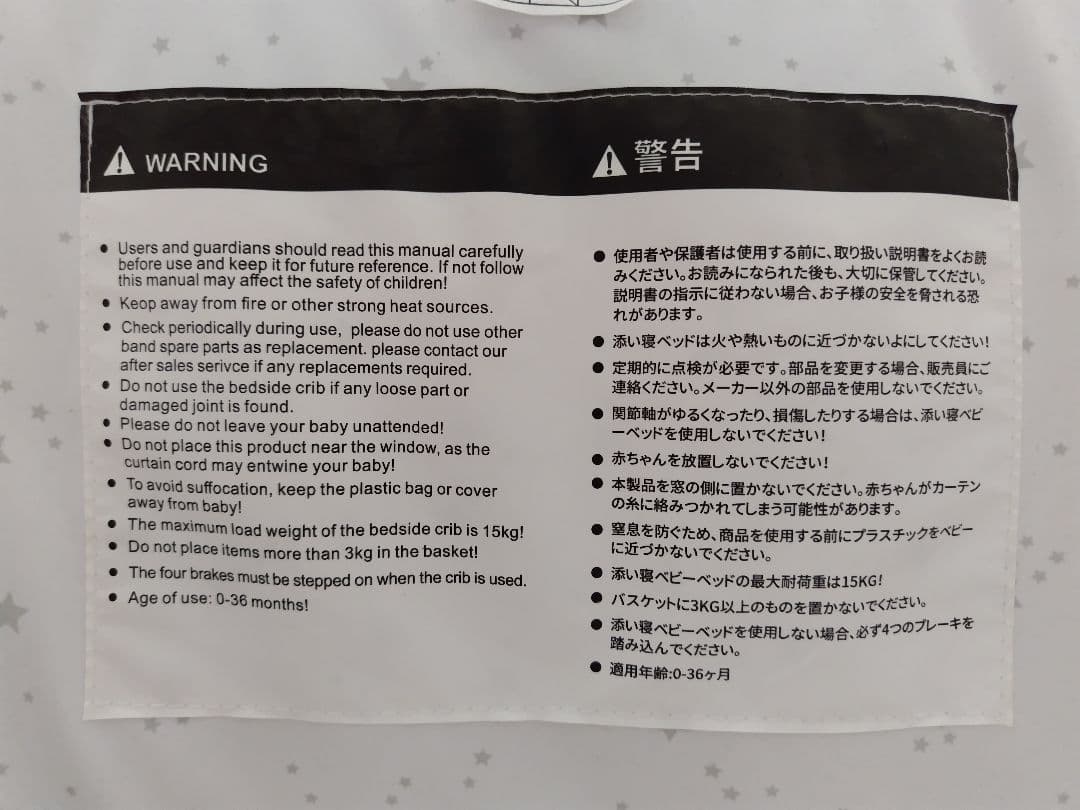 WARNING
● Users and guardians should read this manual carefully
before use and keep it for future reference. If not follow
this manual may affect the safety of children!
● Keop away from fire or other strong heat sources.
● Check periodically during use, please do not use other
band spare parts as replacement. please contact our
after sales serivce if any replacements required.
● Do not use the bedside crib if any loose part or
damaged joint is found.
● Please do not leave your baby unattended!
● Do not place this product near the window, as the
curtain cord may entwine your baby!
● To avoid suffocation, keep the plastic bag or cover
away from baby!
● The maximum load weight of the bedside crib is 15kg!
● Do not place items more than 3kg in the basket!
● The four brakes must be stepped on when the crib is used.
● Age of use: 0-36 months!
警告
● 使用者や保護者は使用する前に、取り扱い説明書をよくお読
みください。お読みになられた後も、大切に保管してください。
説明書の指示に従わない場合、お子様の安全を脅される恐
れがあります。
● 添い寝ベッドは火や熱いものに近づかないよにしてください!
● 定期的に点検が必要です。部品を変更する場合、販売員にご
連絡ください。メーカー以外の部品を使用しないでください。
● 関節軸がゆるくなったり、損傷したりする場合は、添い寝ベビ
ーベッドを使用しないでください!
● 赤ちゃんを放置しないでください!
● 本製品を窓の側に置かないでください。赤ちゃんがカーテン
の糸に絡みつかれてしまう可能性があります。
● 窒息を防ぐため、商品を使用する前にプラスチックをベビー
に近づかないでください。
● 添い寝ベビーベッドの最大耐荷重は15KG!
● バスケットに3KG以上のものを置かないでください。
● 添い寝ベビーベッドを使用しない場合、必ず4つのブレーキを
踏み込んでください。
● 適用年齢:0-36ヶ月